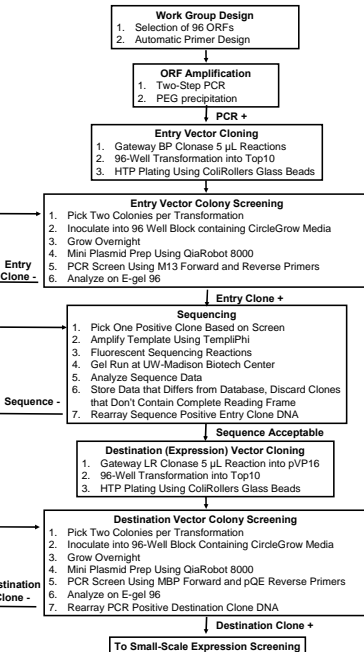 Work Group Design
1. Selection of 96 ORFs
2. Automatic Primer Design
ORF Amplification
1. Two-Step PCR
2. PEG precipitation
PCR +
Entry Vector Cloning
1. Gateway BP Clonase 5 µL Reactions
2. 96-Well Transformation into Top10
3. HTP Plating Using ColiRollers Glass Beads
Entry Vector Colony Screening
1. Pick Two Colonies per Transformation
2. Inoculate into 96 Well Block containing CircleGrow Media
3. Grow Overnight
4. Mini Plasmid Prep Using QiaRobot 8000
5. PCR Screen Using M13 Forward and Reverse Primers
6. Analyze on E-gel 96
Entry
Clone -
Entry Clone +
Sequencing
1. Pick One Positive Clone Based on Screen
2. Amplify Template Using TempliPhi
3. Fluorescent Sequencing Reactions
4. Gel Run at UW-Madison Biotech Center
5. Analyze Sequence Data
6. Store Data that Differs from Database, Discard Clones
that Don't Contain Complete Reading Frame
7. Rearray Sequence Positive Entry Clone DNA
Sequence -
Sequence Acceptable
Destination (Expression) Vector Cloning
1. Gateway LR Clonase 5 µL Reaction into pVP16
2. 96-Well Transformation into Top10
3. HTP Plating Using ColiRollers Glass Beads
Destination Vector Colony Screening
1. Pick Two Colonies per Transformation
2. Inoculate into 96-Well Block Containing CircleGrow Media
3. Grow Overnight
4. Mini Plasmid Prep Using QiaRobot 8000
5. PCR Screen Using MBP Forward and pQE Reverse Primers
6. Analyze on E-gel 96
7. Rearray PCR Positive Destination Clone DNA
stination
Clone -
Destination Clone +
To Small-Scale Expression Screening